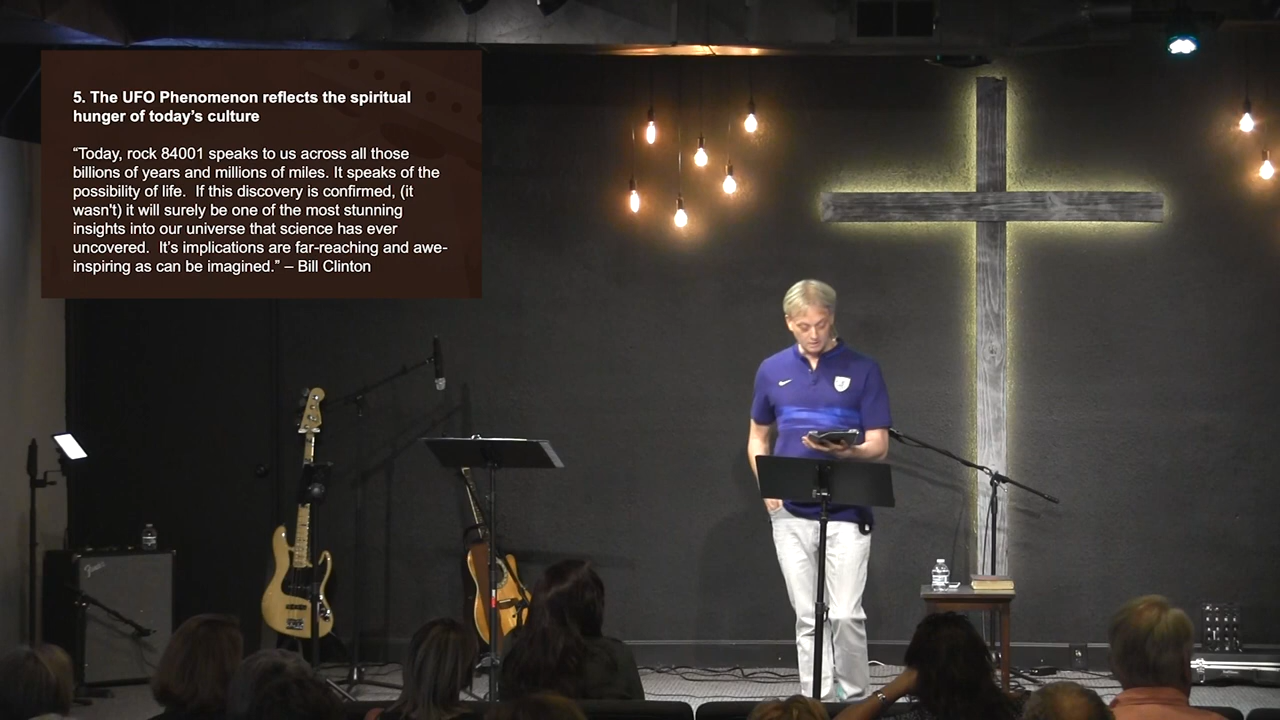 5. The UFO Phenomenon reflects the spiritual
hunger of today’s culture
“Today, rock 84001 speaks to us across all those
billions of years and millions of miles. It speaks of the
possibility of life.  If this discovery is confirmed, (it
wasn't) it will surely be one of the most stunning
insights into our universe that science has ever
uncovered.  It’s implications are far-reaching and awe-
inspiring as can be imagined.” – Bill Clinton
Fender